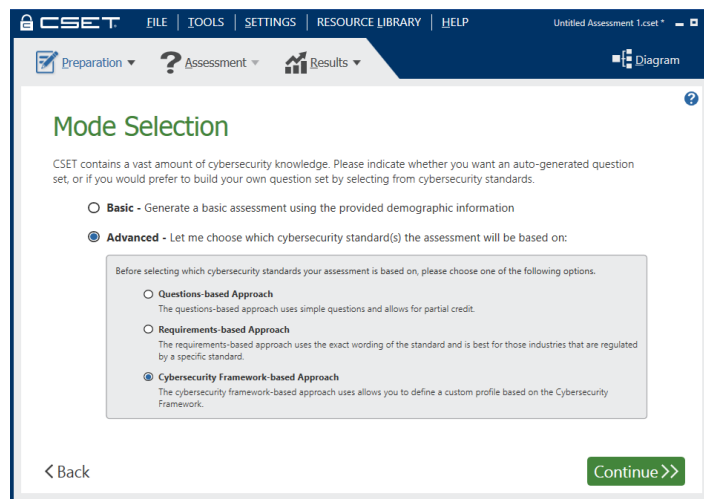 CSET FILE TOOLS SETTINGS RESOURCE LIBRARY HELP Untitled Assessment 1.cset *
Preparation Assessment Results Diagram
Mode Selection
CSET contains a vast amount of cybersecurity knowledge. Please indicate whether you want an auto-generated question
set, or if you would prefer to build your own question set by selecting from cybersecurity standards.
Basic - Generate a basic assessment using the provided demographic information
Advanced - Let me choose which cybersecurity standard(s) the assessment will be based on:
Before selecting which cybersecurity standards your assessment is based on, please choose one of the following options.
Questions-based Approach
The questions-based approach uses simple questions and allows for partial credit.
Requirements-based Approach
The requirements-based approach uses the exact wording of the standard and is best for those industries that are regulated
by a specific standard.
Cybersecurity Framework-based Approach
The cybersecurity framework-based approach uses allows you to define a custom profile based on the Cybersecurity
Framework.
Back Continue